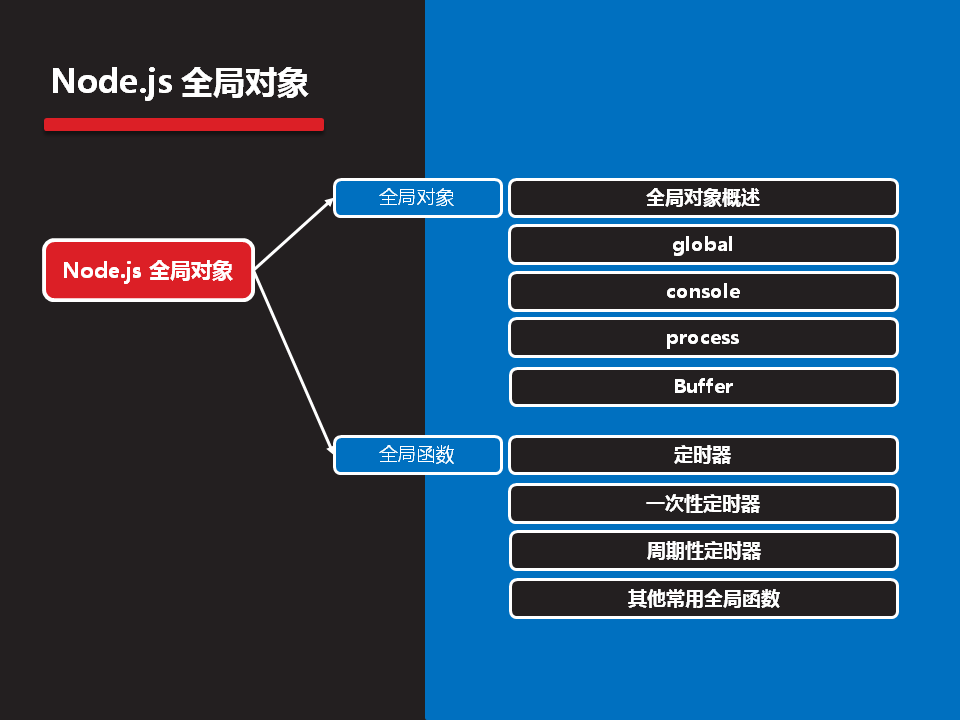 Node.js 全局对象
全局对象
全局对象概述
global
Node.js 全局对象
console
process
Buffer
全局函数
定时器
一次性定时器
周期性定时器
其他常用全局函数